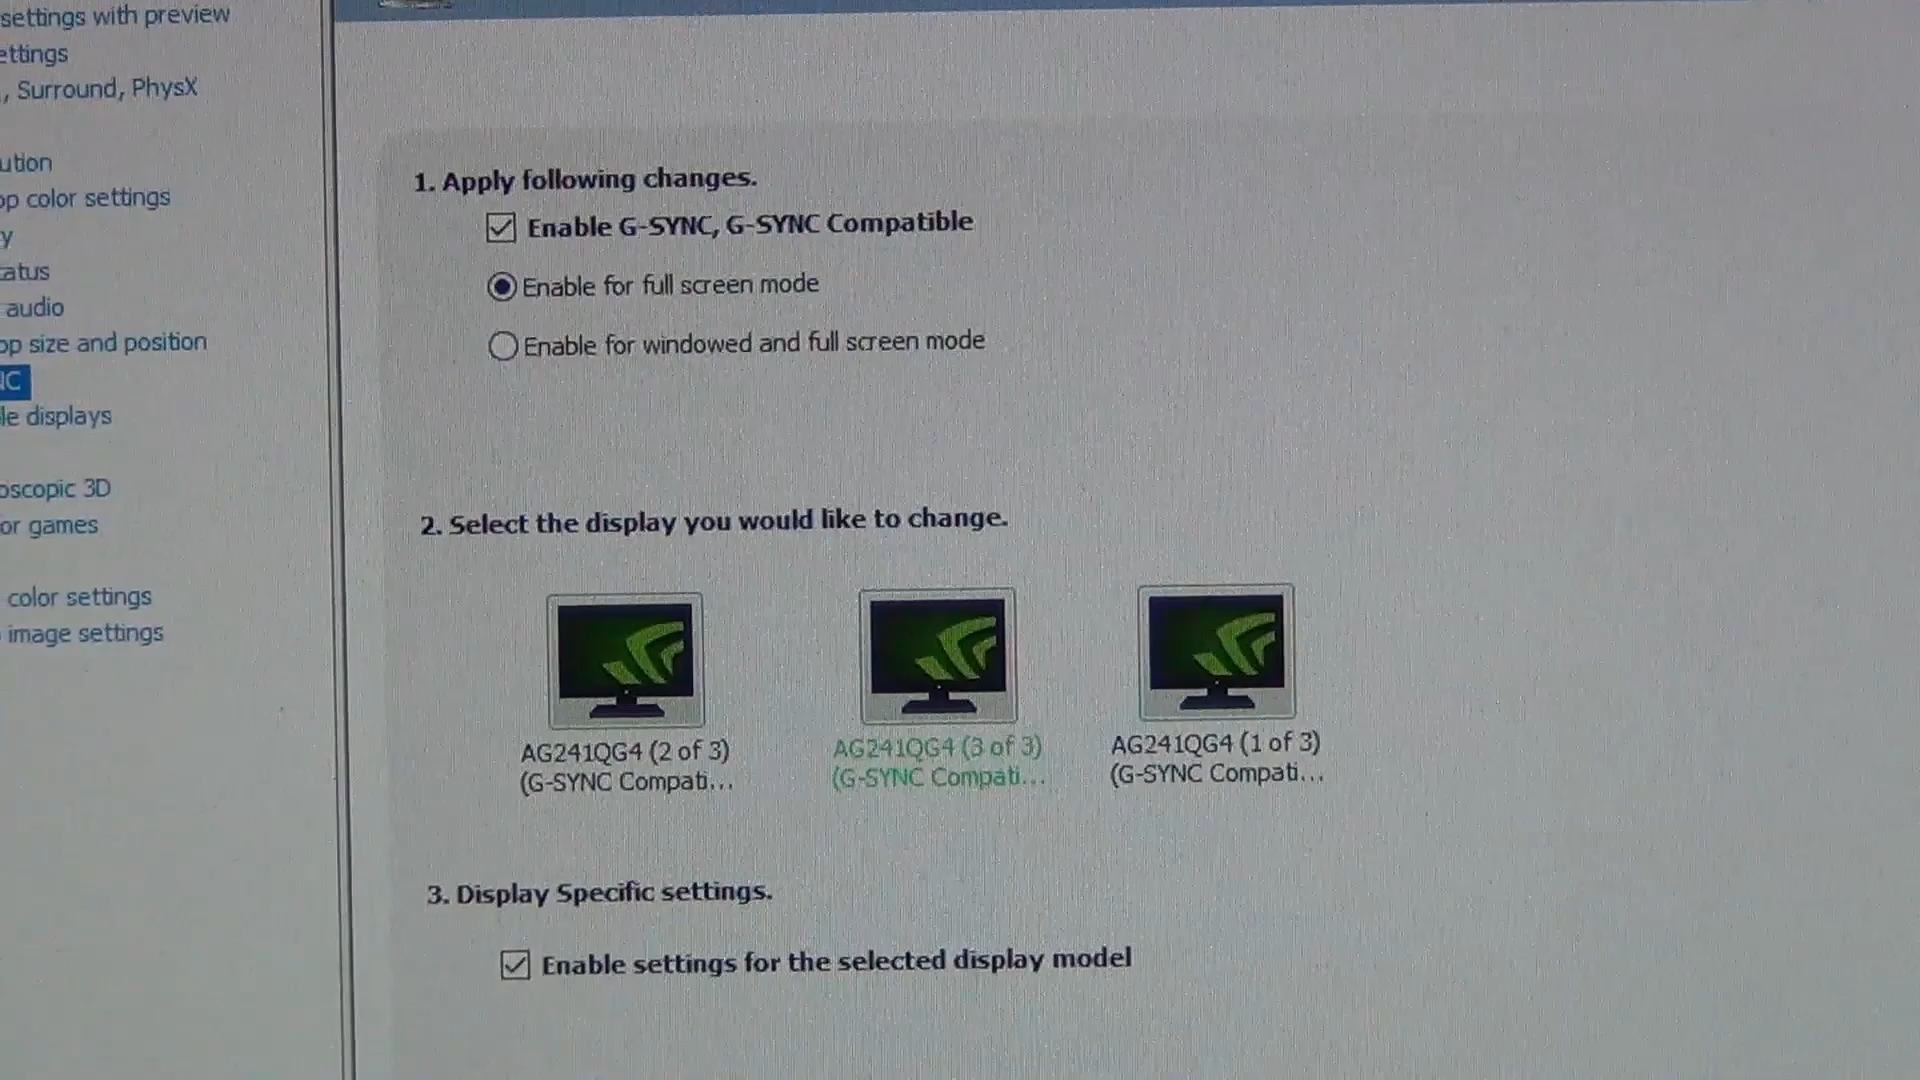 settings with preview
ettings
, Surround, PhysX
ution
op color settings
y
tatus
audio
op size and position
NC
le displays
oscopic 3D
or games
color settings
image settings
1. Apply following changes.
Enable G-SYNC, G-SYNC Compatible
Enable for full screen mode
Enable for windowed and full screen mode
2. Select the display you would like to change.
AG241QG4 (2 of 3)
(G-SYNC Compati...
AG241QG4 (3 of 3)
(G-SYNC Compati...
AG241QG4 (1 of 3)
(G-SYNC Compati...
3. Display Specific settings.
Enable settings for the selected display model